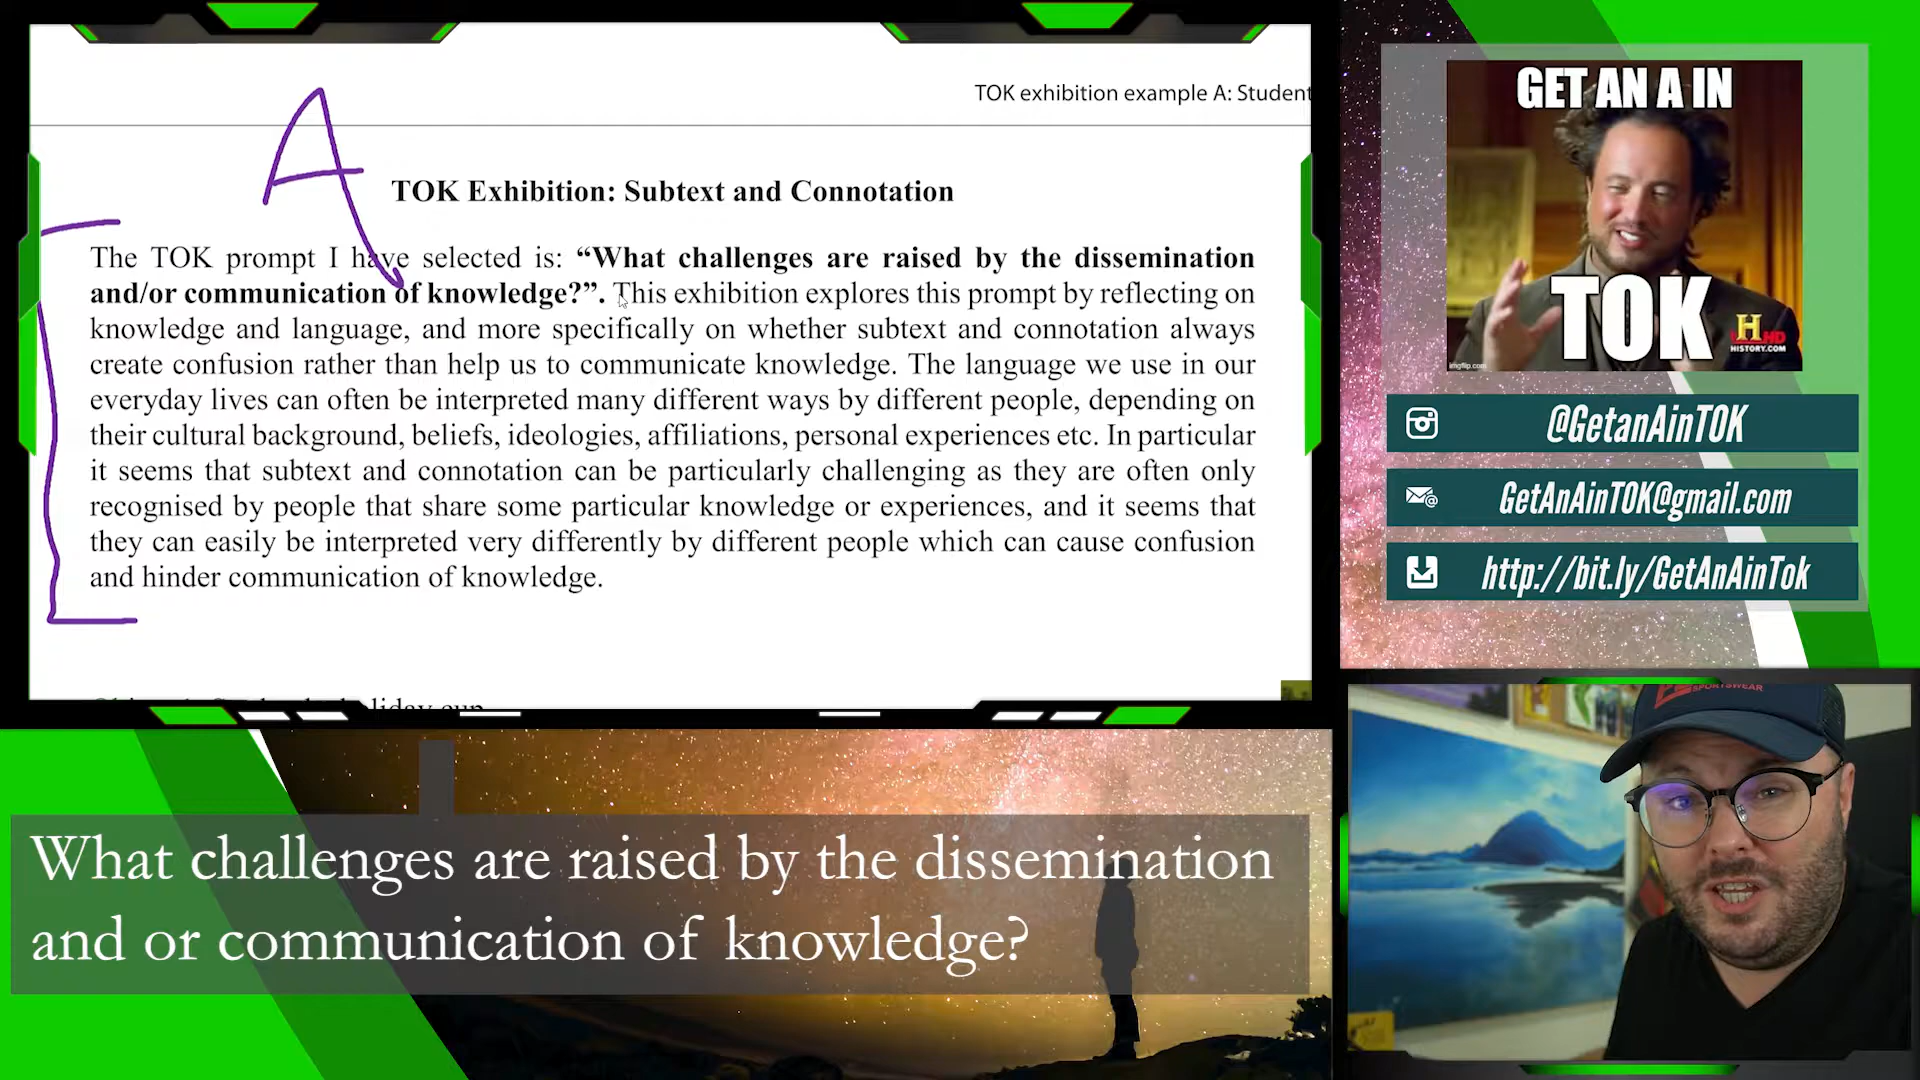 TOK exhibition example A: Student
A
TOK Exhibition: Subtext and Connotation
The TOK prompt I have selected is: “What challenges are raised by the dissemination
and/or communication of knowledge?”. This exhibition explores this prompt by reflecting on
knowledge and language, and more specifically on whether subtext and connotation always
create confusion rather than help us to communicate knowledge. The language we use in our
everyday lives can often be interpreted many different ways by different people, depending on
their cultural background, beliefs, ideologies, affiliations, personal experiences etc. In particular
it seems that subtext and connotation can be particularly challenging as they are often only
recognised by people that share some particular knowledge or experiences, and it seems that
they can easily be interpreted very differently by different people which can cause confusion
and hinder communication of knowledge.
What challenges are raised by the dissemination
and or communication of knowledge?
GET AN A IN
TOK
H HD
HISTORY.COM
imgflip.com
@GetanAinTOK
GetAnAinTOK@gmail.com
http://bit.ly/GetAnAinTok
SPORTSWEAR